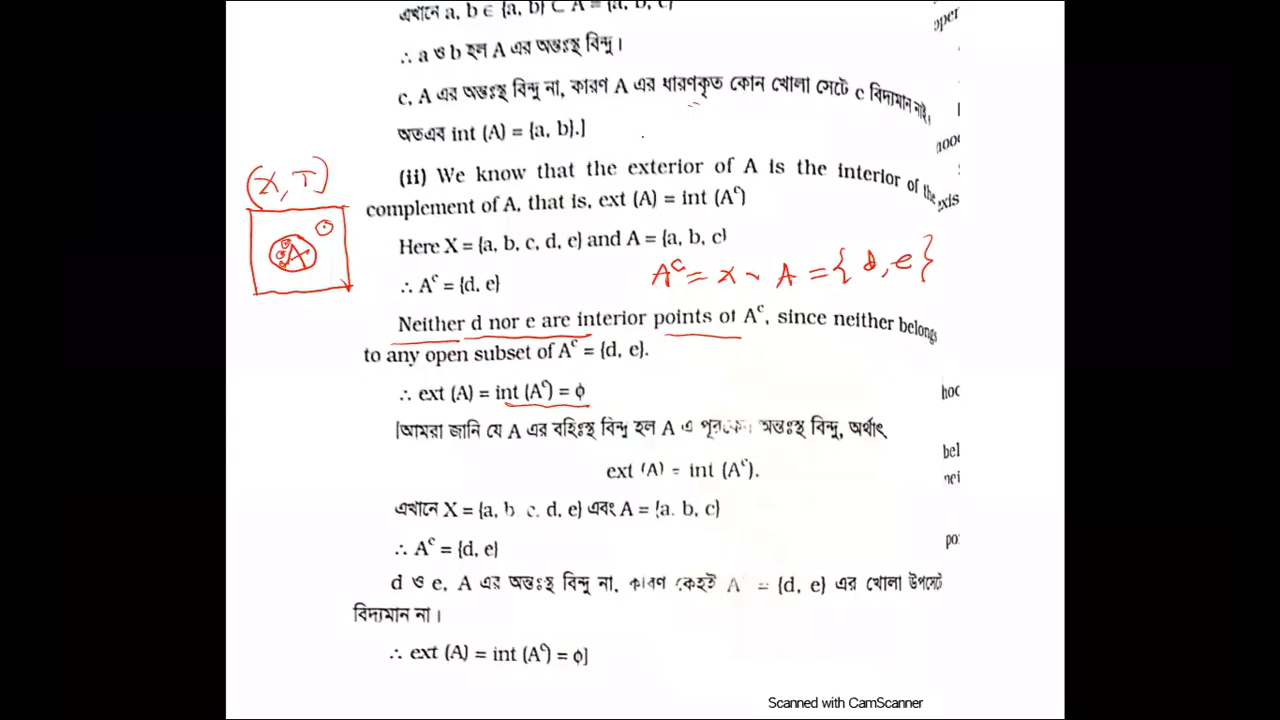 এখানে a, b ∈ {a, b} ⊂ A = {a, b, c}
∴ a ও b হল A এর অন্তঃস্থ বিন্দু।
c, A এর অন্তঃস্থ বিন্দু না, কারণ A এর ধারণকৃত কোন খোলা সেটে c বিদ্যমান নাই।
অতএব int (A) = {a, b}.]
(ii) We know that the exterior of A is the interior of the
complement of A, that is, ext (A) = int (Aᶜ)
(X, T)
Here X = {a, b, c, d, e} and A = {a, b, c}
A
Aᶜ = X - A = {d, e}
∴ Aᶜ = {d, e}
Neither d nor e are interior points of Aᶜ, since neither belongs
to any open subset of Aᶜ = {d, e}.
∴ ext (A) = int (Aᶜ) = ϕ
[আমরা জানি যে A এর বহিঃস্থ বিন্দু হল A এ অন্তঃস্থ বিন্দু, অর্থাৎ
ext (A) = int (Aᶜ).
এখানে X = {a, b, c, d, e} এবং A = {a, b, c}
∴ Aᶜ = {d, e}
d ও e, A এর অন্তঃস্থ বিন্দু না, কারণ কেহই A = {d, e} এর খোলা উপসেটে
বিদ্যমান না।
∴ ext (A) = int (Aᶜ) = ϕ]
Scanned with CamScanner